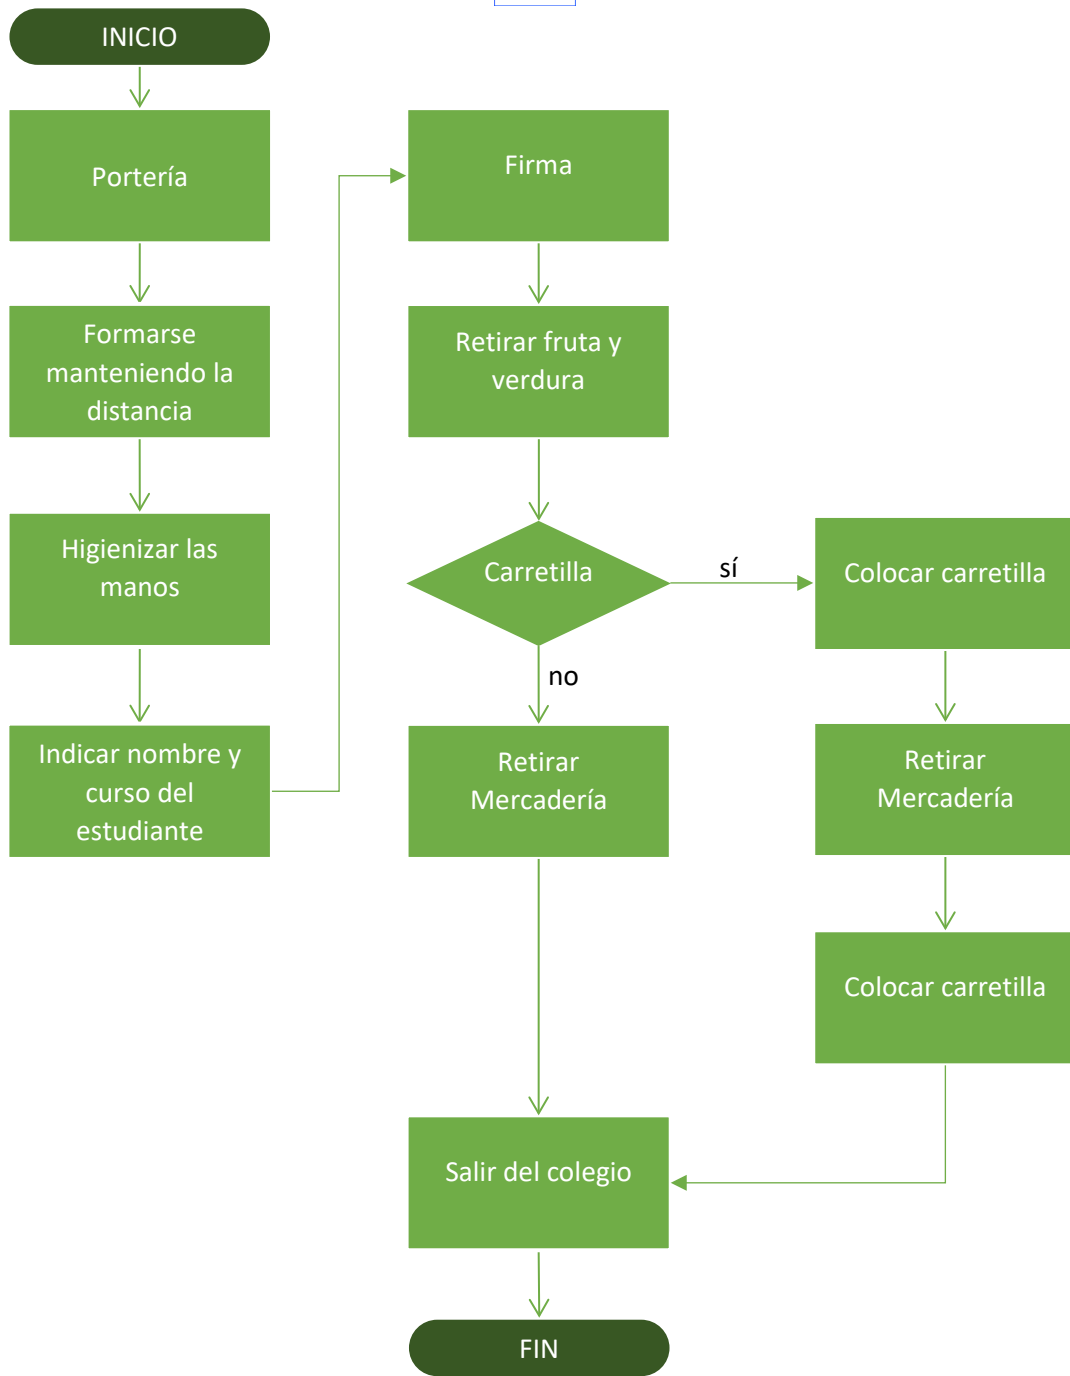 INICIO
Portería
Formarse
manteniendo la
distancia
Higienizar las
manos
Indicar nombre y
curso del
estudiante
Firma
Retirar fruta y
verdura
Carretilla
sí
no
Retirar
Mercadería
Colocar carretilla
Retirar
Mercadería
Colocar carretilla
Salir del colegio
FIN